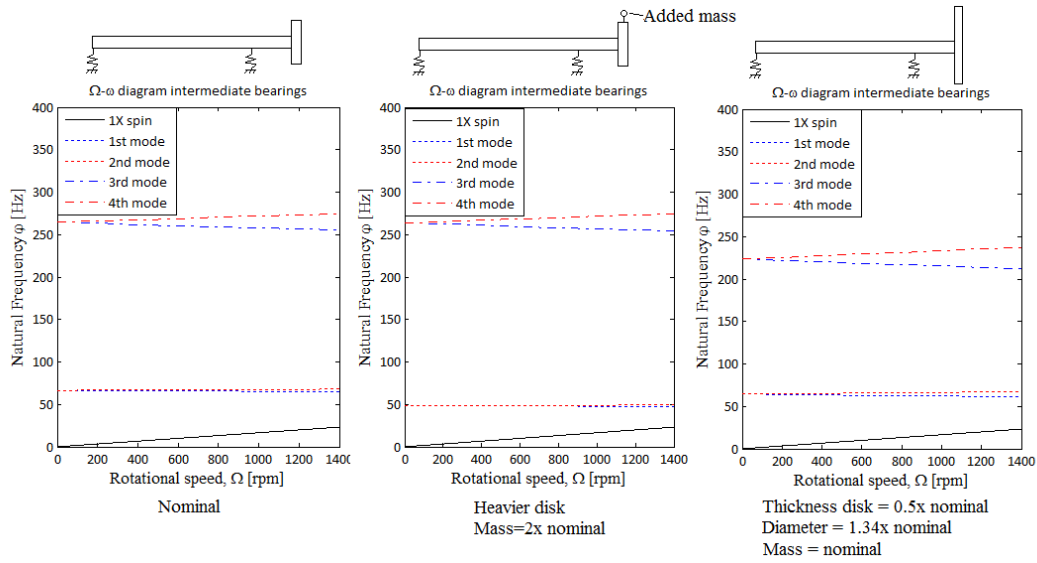 Added mass
Ω-ω diagram intermediate bearings
400
350
300
250
200
150
100
50
0
Natural Frequency φ [Hz]
1X spin
1st mode
2nd mode
3rd mode
4th mode
0 200 400 600 800 1000 1200 1400
Rotational speed, Ω [rpm]
Nominal
Ω-ω diagram intermediate bearings
400
350
300
250
200
150
100
50
0
Natural Frequency φ [Hz]
1X spin
1st mode
2nd mode
3rd mode
4th mode
0 200 400 600 800 1000 1200 1400
Rotational speed, Ω [rpm]
Heavier disk
Mass=2x nominal
Ω-ω diagram intermediate bearings
400
350
300
250
200
150
100
50
0
Natural Frequency φ [Hz]
1X spin
1st mode
2nd mode
3rd mode
4th mode
0 200 400 600 800 1000 1200 1400
Rotational speed, Ω [rpm]
Thickness disk = 0.5x nominal
Diameter = 1.34x nominal
Mass = nominal